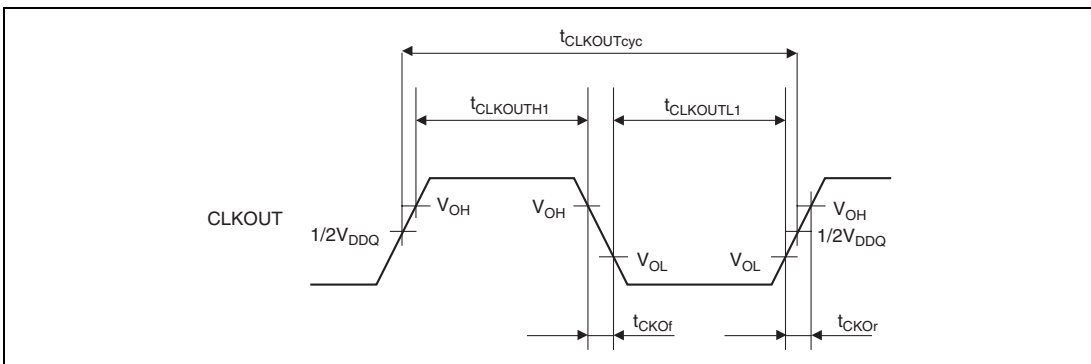 tCLKOUTcyc
tCLKOUTH1 tCLKOUTL1
CLKOUT
VOH VOH VOH
1/2VDDQ 1/2VDDQ
VOL VOL
tCKOf tCKOr